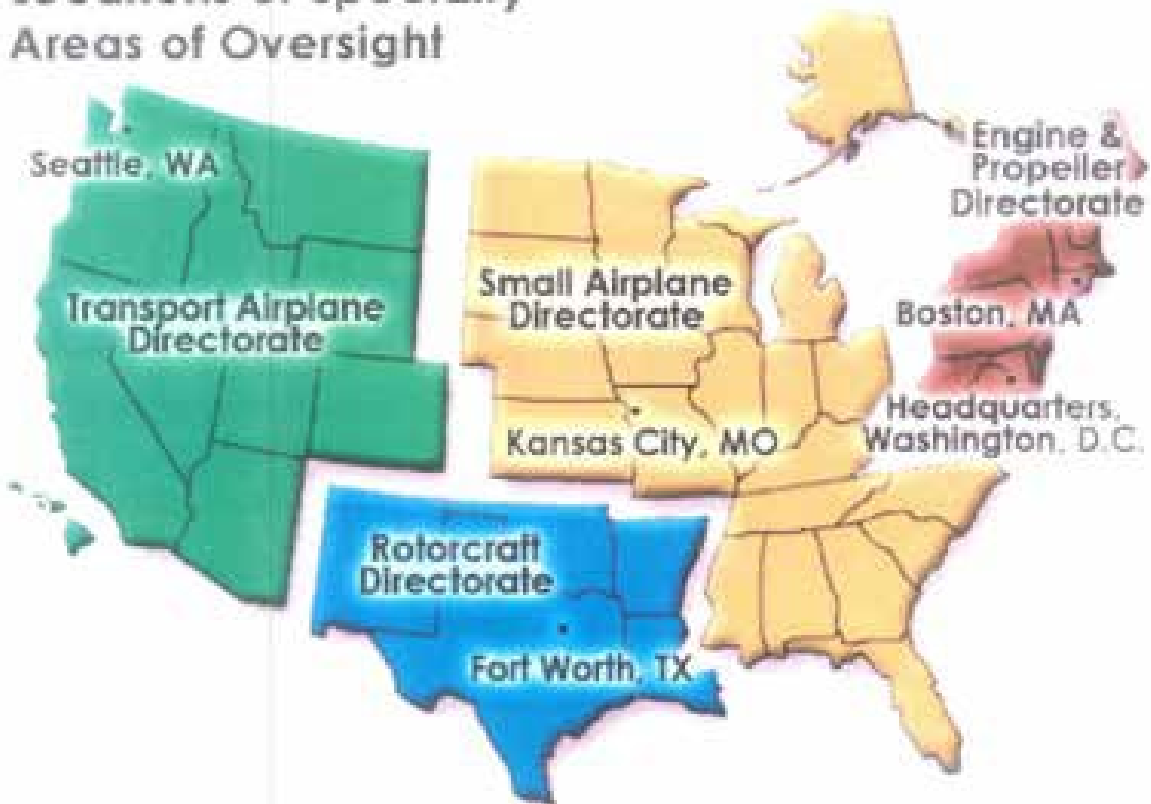 Areas of Oversight
Seattle, WA
Transport Airplane
Directorate
Small Airplane
Directorate
Kansas City, MO
Engine &
Propeller
Directorate
Boston, MA
Headquarters,
Washington, D.C.
Rotorcraft
Directorate
Fort Worth, TX